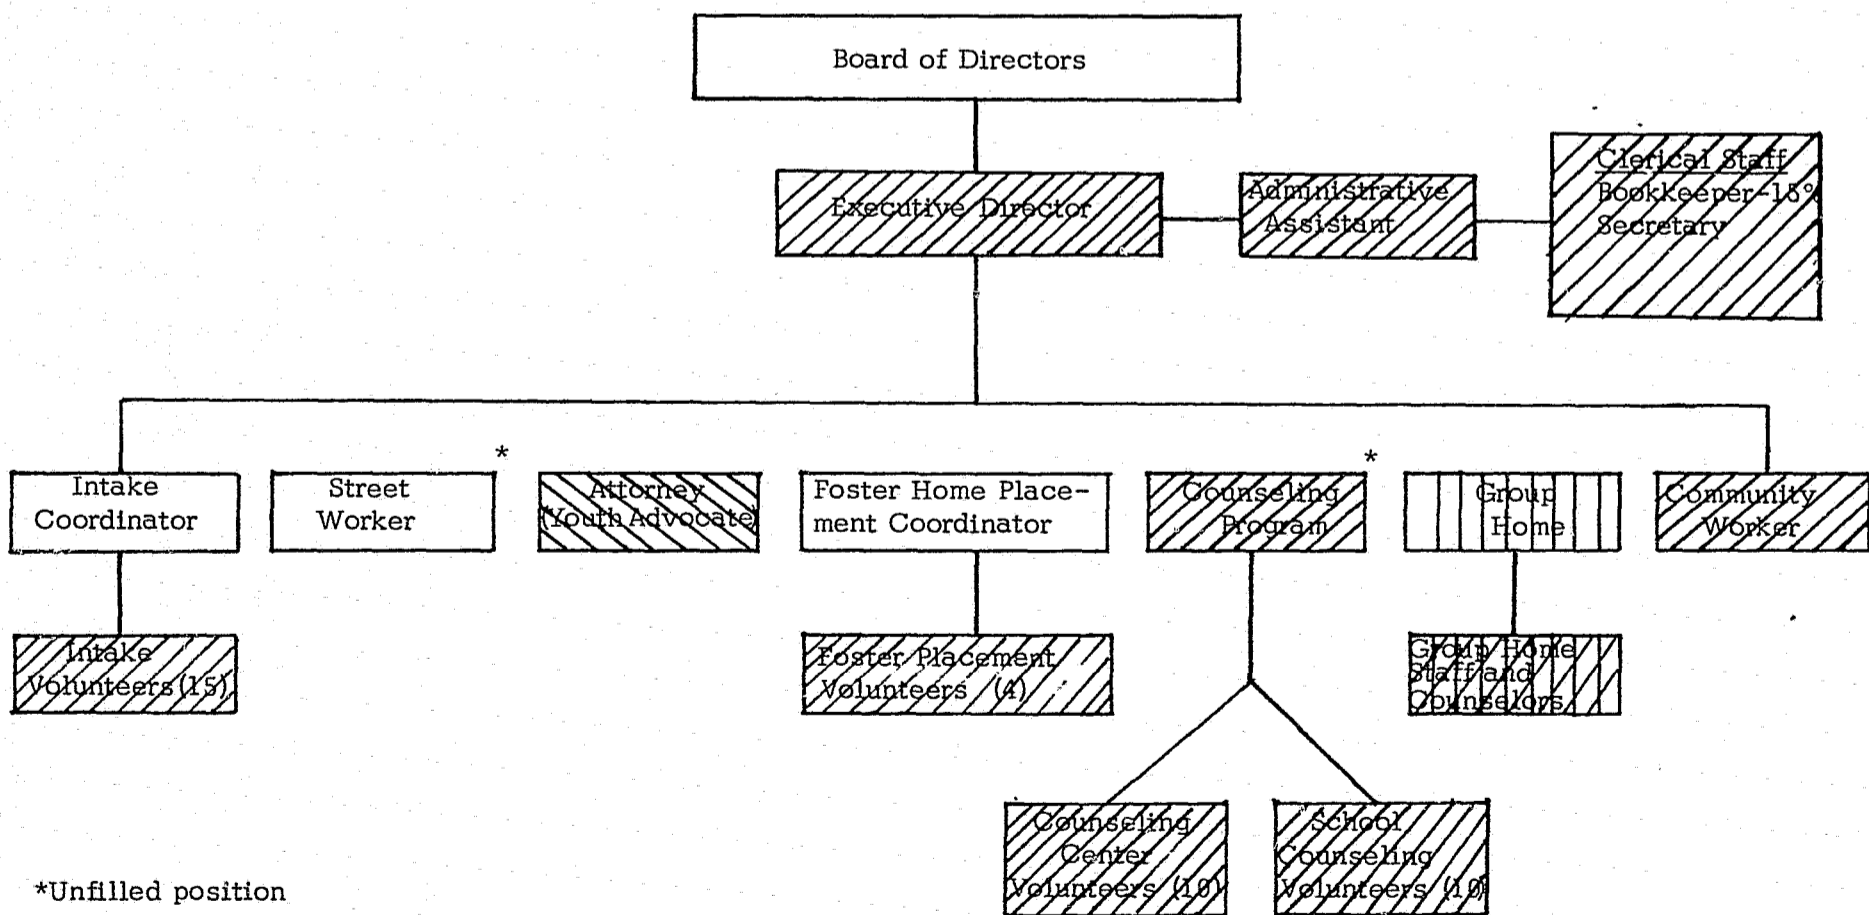 Board of Directors
Clerical Staff
Bookkeeper-15%
Secretary
Executive Director
Administrative
Assistant
*
*
Intake
Coordinator
Street
Worker
Attorney
(Youth Advocate)
Foster Home Place-
ment Coordinator
Counseling
Program
Group
Home
Community
Worker
Intake
Volunteers (15)
Foster Placement
Volunteers (4)
Group Home
Staff and
Counselors
Counseling
Center
Volunteers (10)
School
Counseling
Volunteers (10)
*Unfilled position